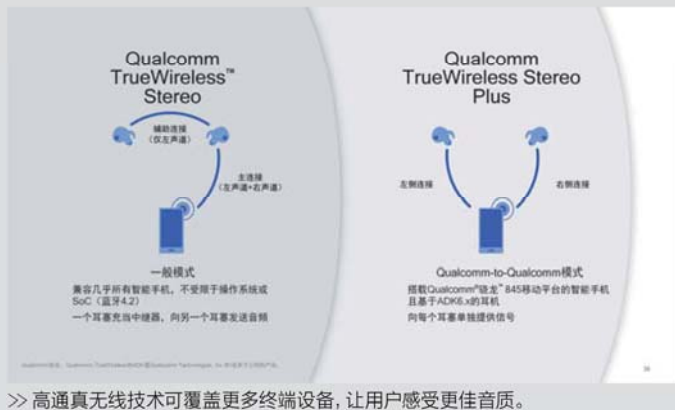 Qualcomm
TrueWireless™
Stereo
辅助连接
（仅左声道）
主连接
（左声道+右声道）
一般模式
兼容几乎所有智能手机，不受限于操作系统或
SoC（蓝牙4.2）
一个耳塞充当中继器，向另一个耳塞发送音频
Qualcomm
TrueWireless Stereo
Plus
左侧连接
右侧连接
Qualcomm-to-Qualcomm模式
搭载Qualcomm®骁龙™ 845移动平台的智能手机
且基于ADK6.x的耳机
向每个耳塞单独提供信号
>> 高通真无线技术可覆盖更多终端设备，让用户感受更佳音质。